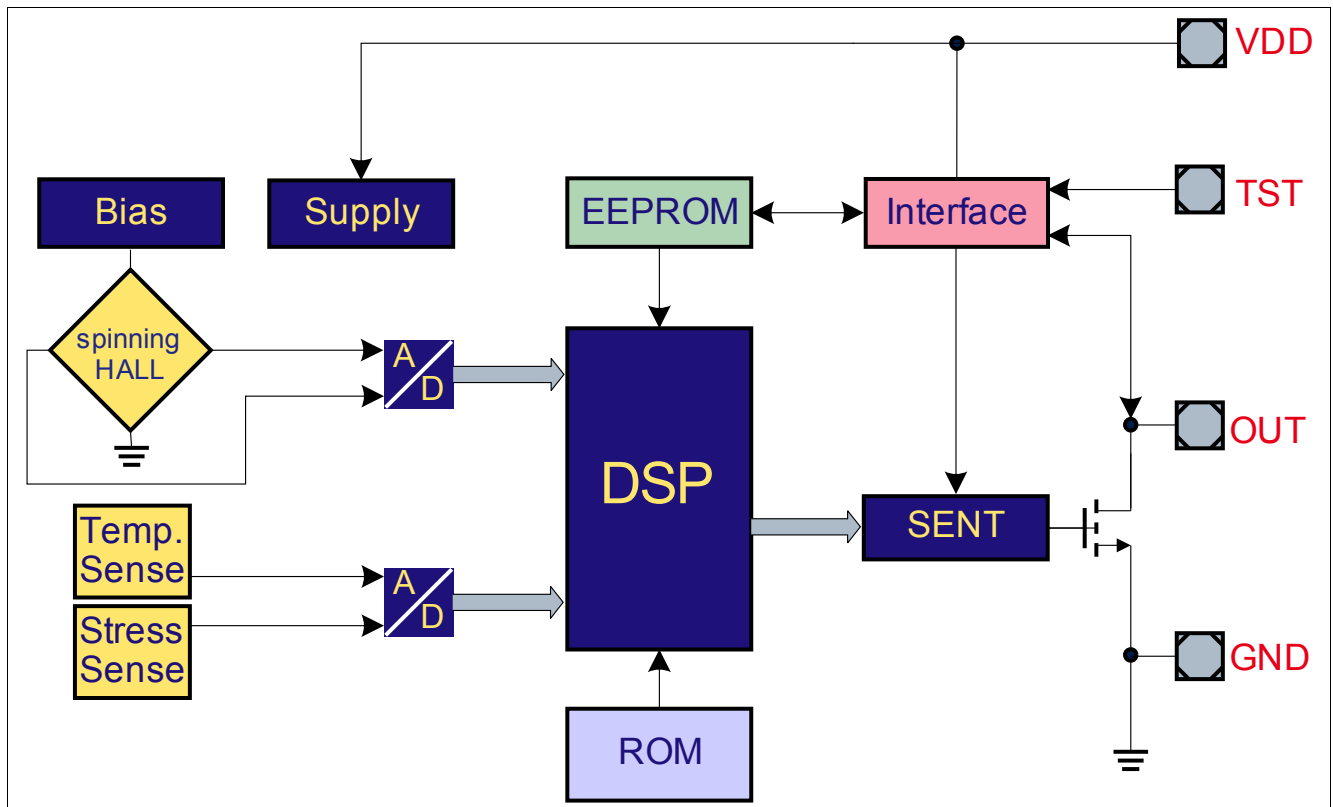 VDD
TST
Bias
Supply
EEPROM
Interface
spinning
HALL
A
D
DSP
OUT
SENT
Temp.
Sense
A
D
Stress
Sense
GND
ROM